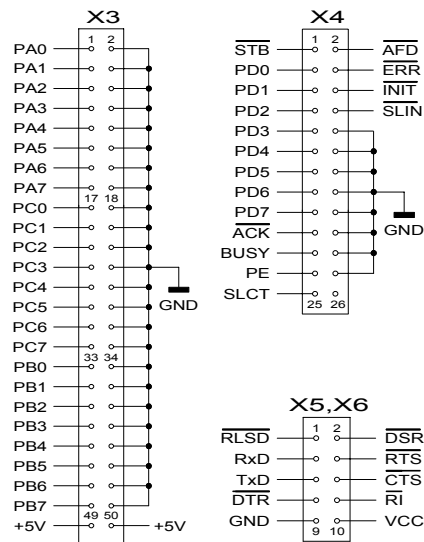 X3
1 2
PA0
PA1
PA2
PA3
PA4
PA5
PA6
PA7
17 18
PC0
PC1
PC2
PC3
GND
PC4
PC5
PC6
PC7
33 34
PB0
PB1
PB2
PB3
PB4
PB5
PB6
PB7
49 50
+5V +5V
X4
1 2
STB AFD
PD0 ERR
PD1 INIT
PD2 SLIN
PD3
PD4
PD5
PD6
PD7
GND
ACK
BUSY
PE
SLCT
25 26
X5,X6
1 2
RLSD DSR
RxD RTS
TxD CTS
DTR RI
GND VCC
9 10